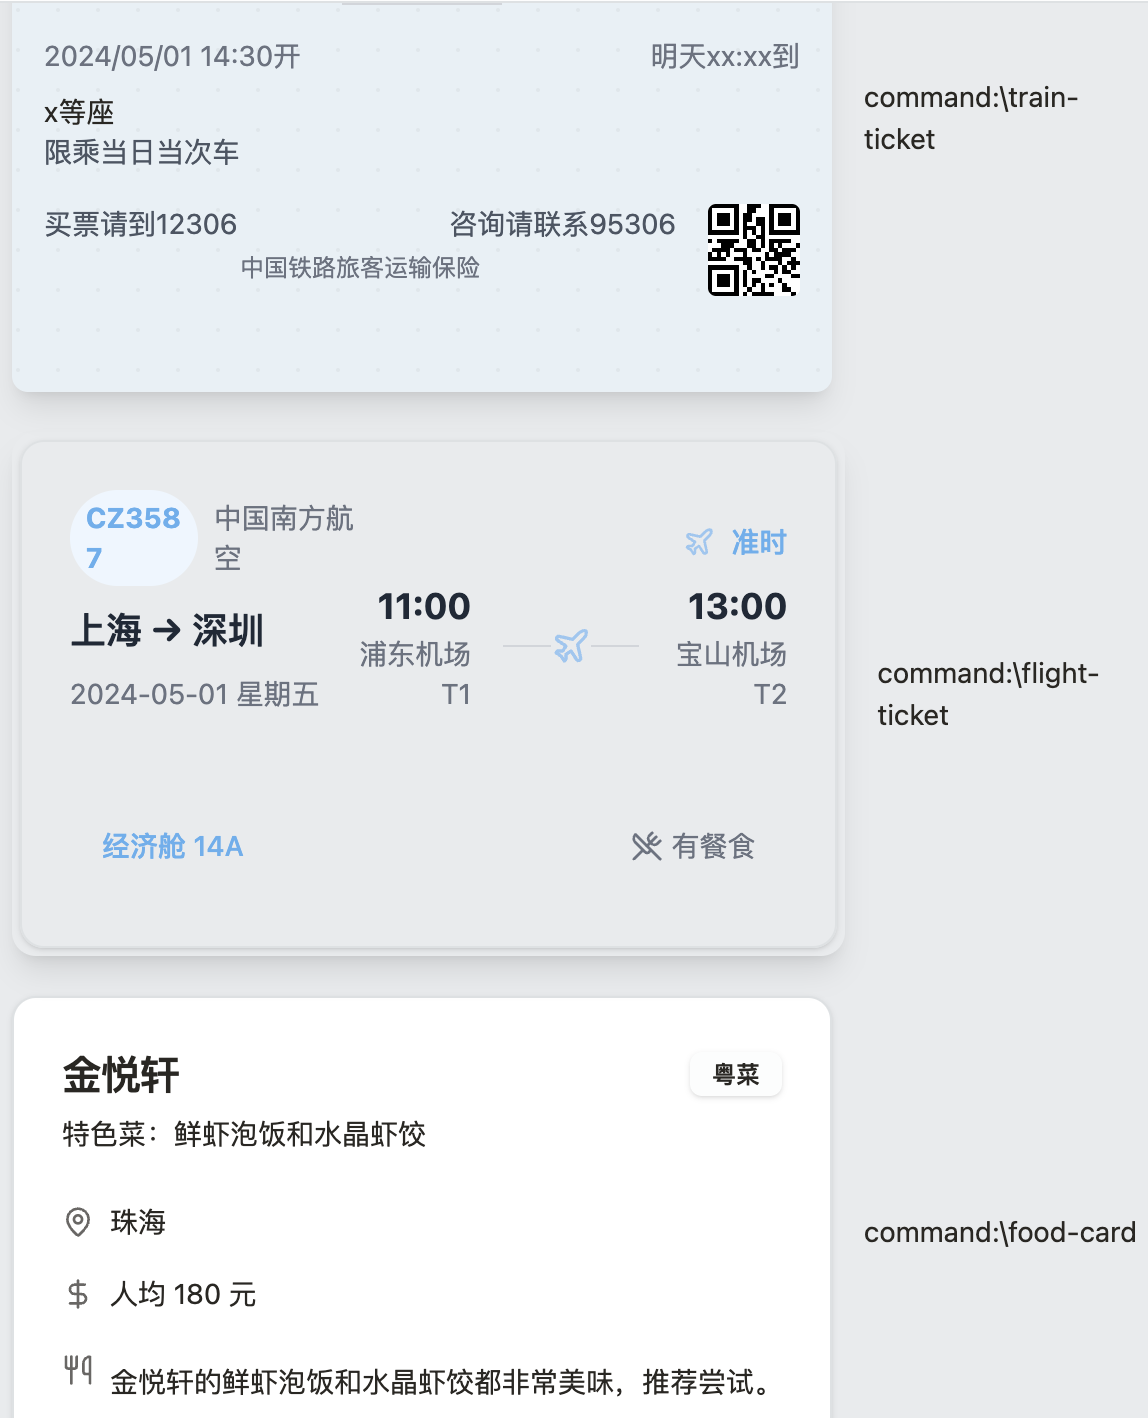 2024/05/01 14:30开
明天xx:xx到
x等座
限乘当日当次车
买票请到12306
咨询请联系95306
中国铁路旅客运输保险
command:\train-
ticket
CZ358
7
中国南方航
空
准时
上海 → 深圳
2024-05-01 星期五
11:00
浦东机场
T1
13:00
宝山机场
T2
经济舱 14A
有餐食
command:\flight-
ticket
金悦轩
粤菜
特色菜：鲜虾泡饭和水晶虾饺
珠海
人均 180 元
金悦轩的鲜虾泡饭和水晶虾饺都非常美味，推荐尝试。
command:\food-card